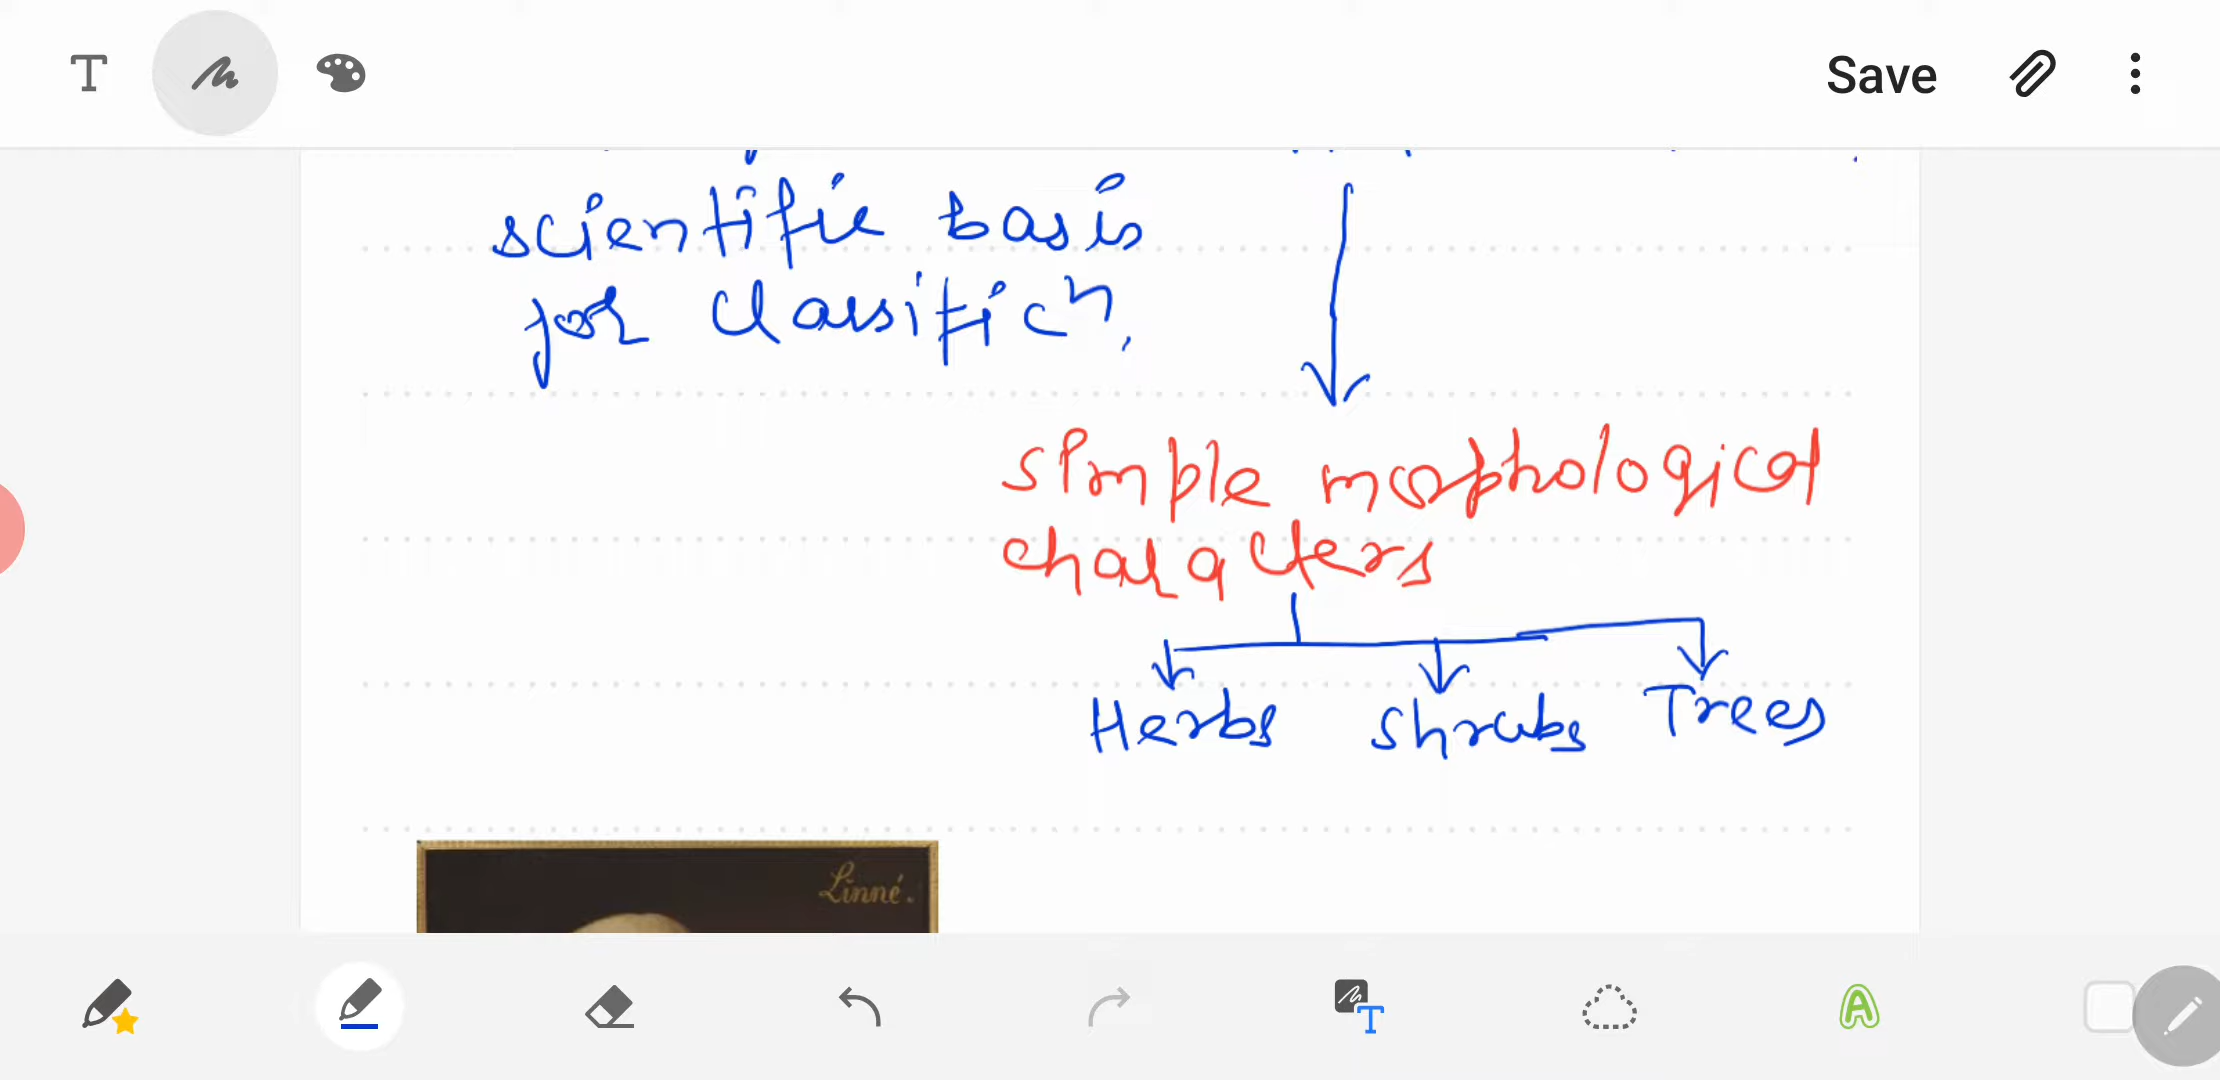 Save
scientific basis
for classificn.
simple morphological
characters
Herbs Shrubs Trees
Linné.